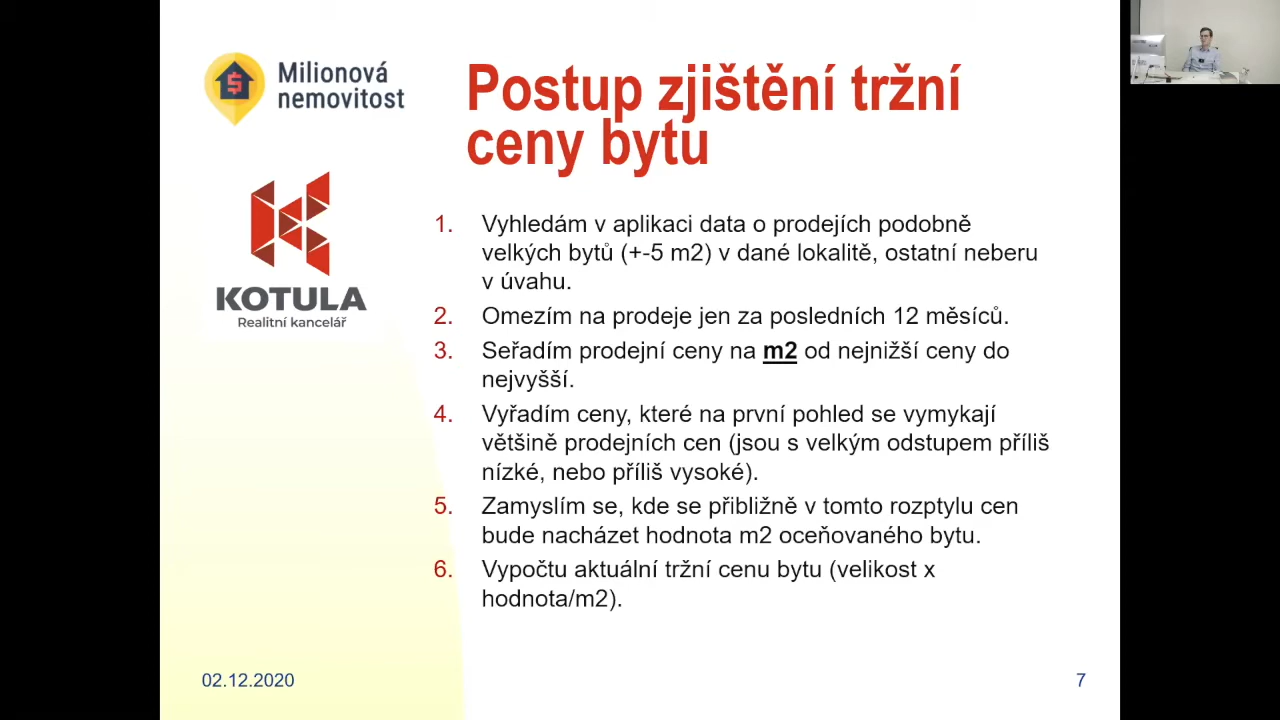 Milionová
nemovitost
Postup zjištění tržní
ceny bytu
KOTULA
Realitní kancelář
1. Vyhledám v aplikaci data o prodejích podobně
velkých bytů (+-5 m2) v dané lokalitě, ostatní neberu
v úvahu.
2. Omezím na prodeje jen za posledních 12 měsíců.
3. Seřadím prodejní ceny na m2 od nejnižší ceny do
nejvyšší.
4. Vyřadím ceny, které na první pohled se vymykají
většině prodejních cen (jsou s velkým odstupem příliš
nízké, nebo příliš vysoké).
5. Zamyslím se, kde se přibližně v tomto rozptylu cen
bude nacházet hodnota m2 oceňovaného bytu.
6. Vypočtu aktuální tržní cenu bytu (velikost x
hodnota/m2).
02.12.2020
7